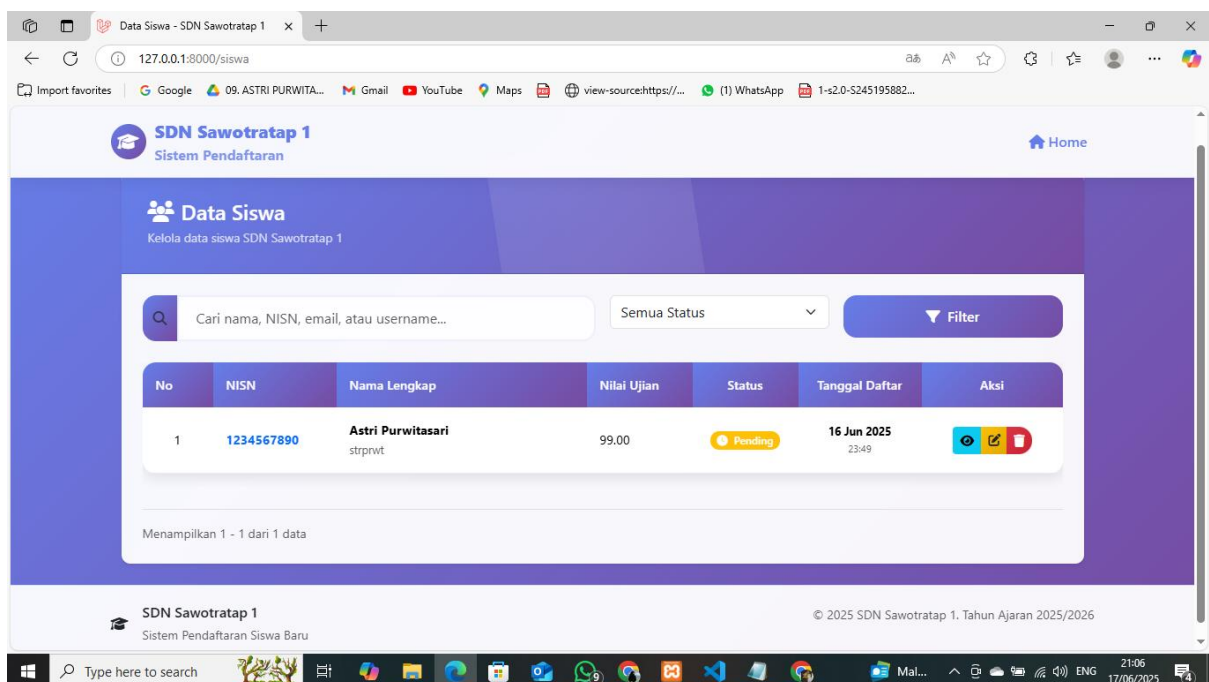 Data Siswa - SDN Sawotratap 1
127.0.0.1:8000/siswa
Import favorites
Google
09. ASTRI PURWITA...
Gmail
YouTube
Maps
view-source:https://...
(1) WhatsApp
1-s2.0-S245195882...
SDN Sawotratap 1
Sistem Pendaftaran
Home
Data Siswa
Kelola data siswa SDN Sawotratap 1
Cari nama, NISN, email, atau username...
Semua Status
Filter
No NISN Nama Lengkap Nilai Ujian Status Tanggal Daftar Aksi
1 1234567890 Astri Purwitasari 99.00 Pending 16 Jun 2025
strprwt 23:49
Menampilkan 1 - 1 dari 1 data
SDN Sawotratap 1
Sistem Pendaftaran Siswa Baru
© 2025 SDN Sawotratap 1. Tahun Ajaran 2025/2026
Type here to search
Mal...
ENG
21:06
17/06/2025